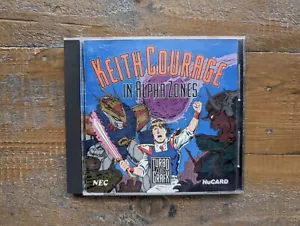 KEITH COURAGE
IN ALPHA ZONES
TURBO
GRAFX
NEC
HuCARD